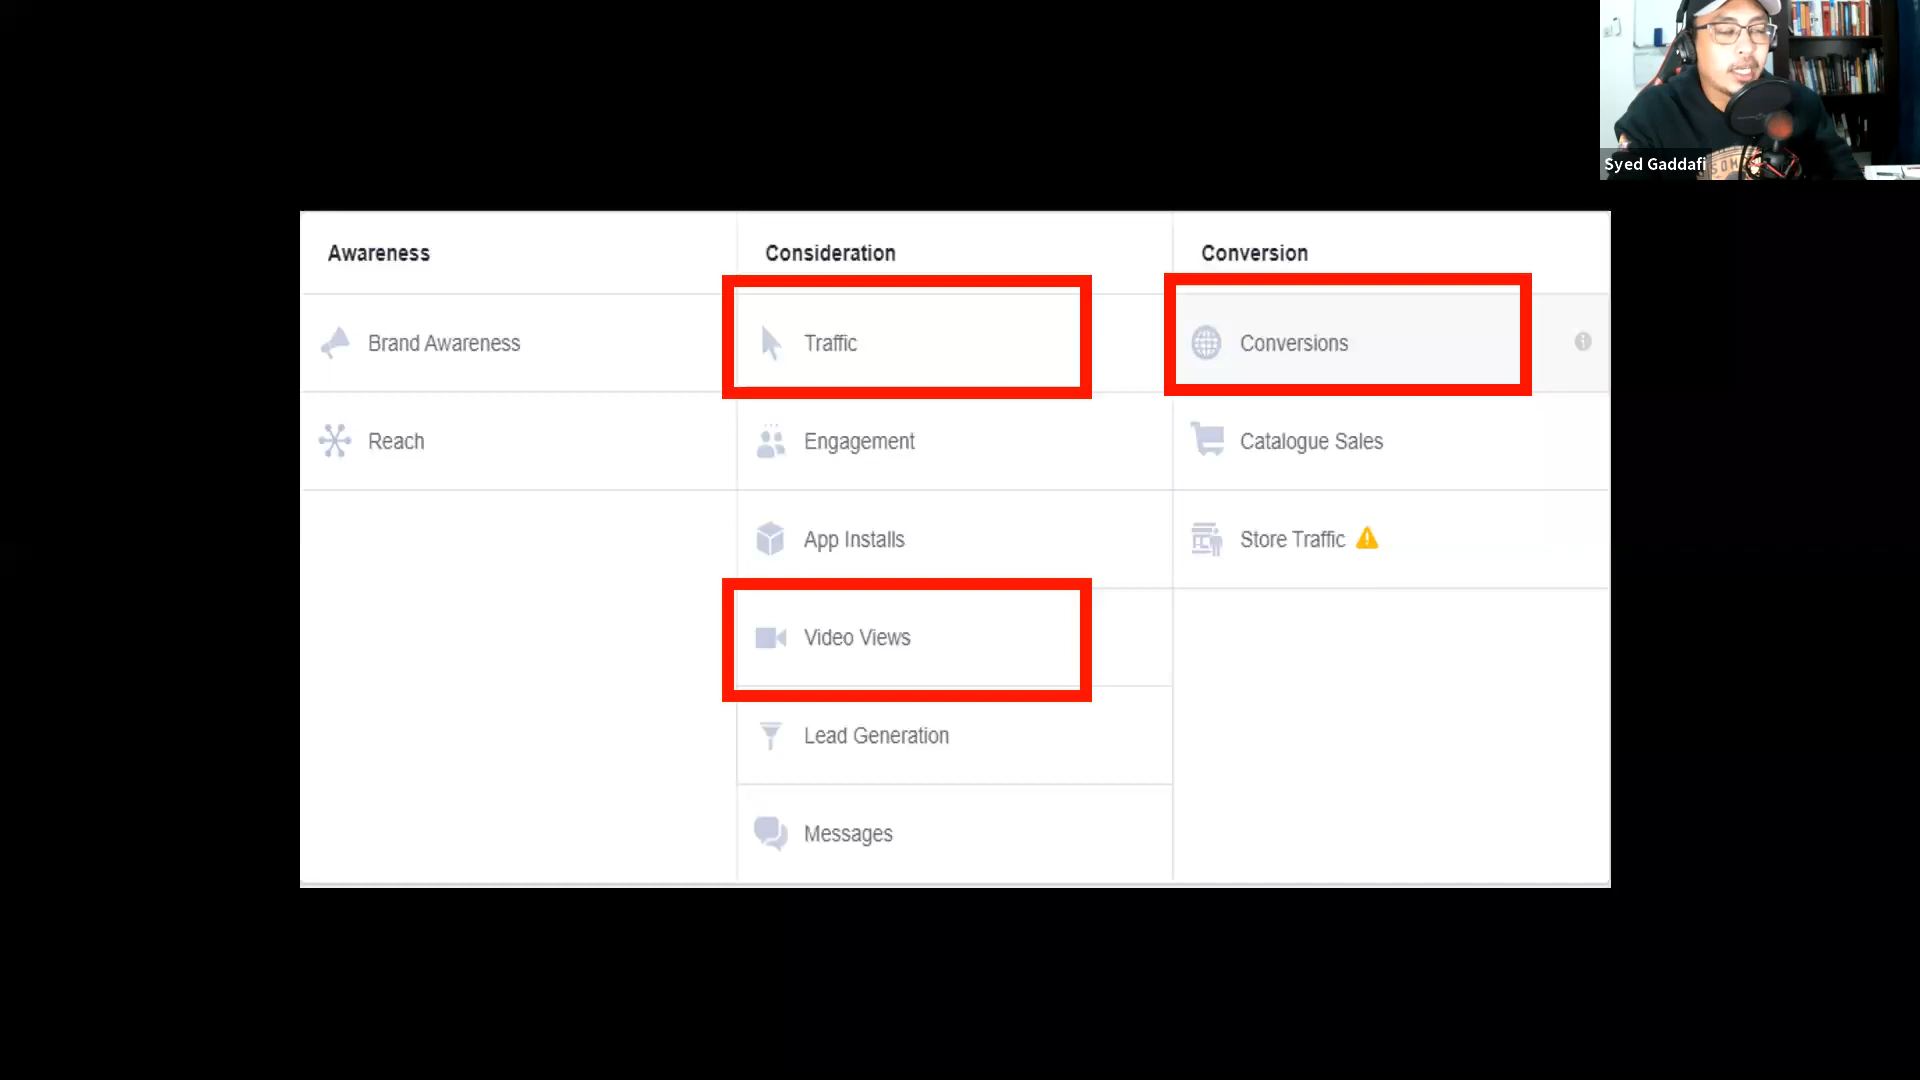 Syed Gaddafi
Awareness
Consideration
Conversion
Brand Awareness
Traffic
Conversions
Reach
Engagement
Catalogue Sales
App Installs
Store Traffic
Video Views
Lead Generation
Messages